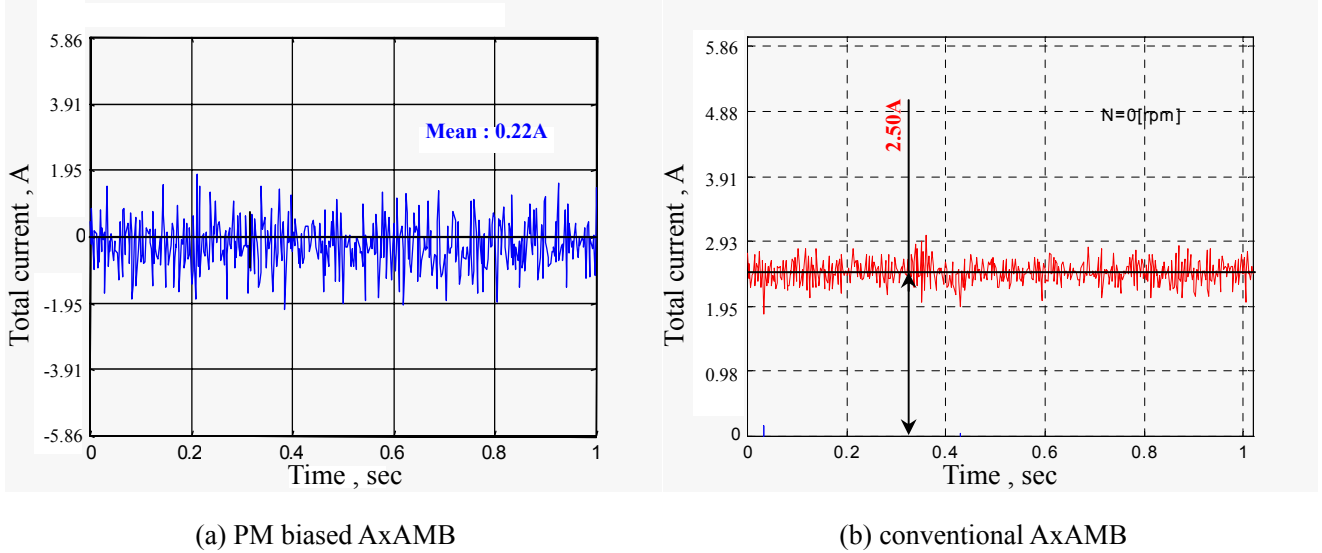 5.86
3.91
1.95
0
-1.95
-3.91
-5.86
Total current , A
Mean : 0.22A
0 0.2 0.4 0.6 0.8 1
Time , sec
(a) PM biased AxAMB
5.86
4.88
3.91
2.93
1.95
0.98
0
Total current , A
2.50A
N=0[rpm]
0 0.2 0.4 0.6 0.8 1
Time , sec
(b) conventional AxAMB